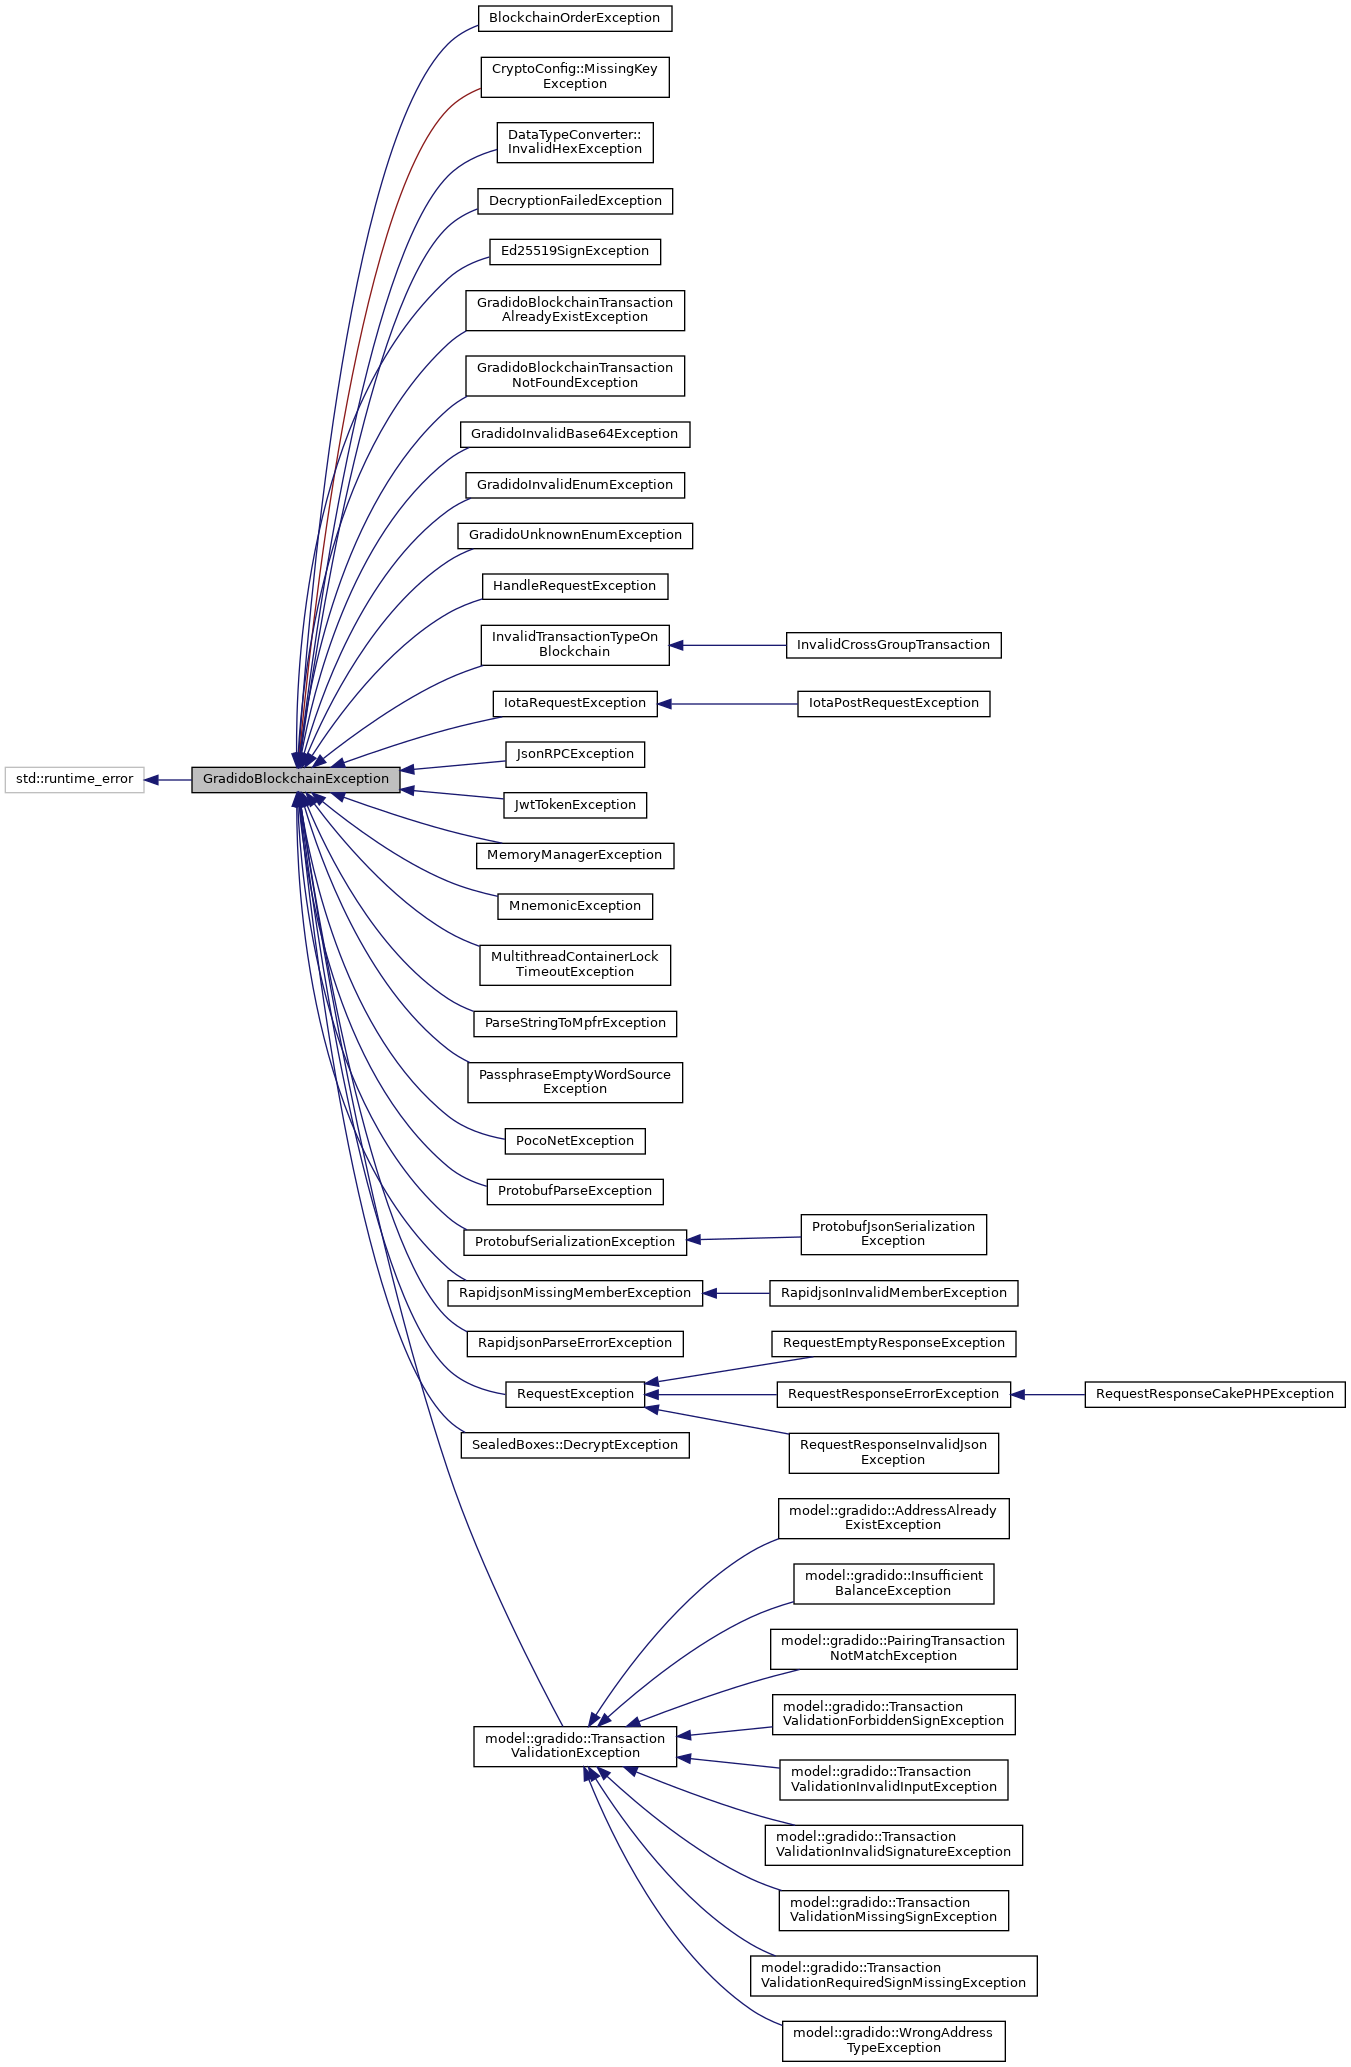 BlockchainOrderException
CryptoConfig::MissingKey
Exception
DataTypeConverter::
InvalidHexException
DecryptionFailedException
Ed25519SignException
GradidoBlockchainTransaction
AlreadyExistException
GradidoBlockchainTransaction
NotFoundException
GradidoInvalidBase64Exception
GradidoInvalidEnumException
GradidoUnknownEnumException
HandleRequestException
InvalidTransactionTypeOn
Blockchain
InvalidCrossGroupTransaction
IotaRequestException
IotaPostRequestException
JsonRPCException
std::runtime_error
GradidoBlockchainException
JwtTokenException
MemoryManagerException
MnemonicException
MultithreadContainerLock
TimeoutException
ParseStringToMpfrException
PassphraseEmptyWordSource
Exception
PocoNetException
ProtobufParseException
ProtobufSerializationException
ProtobufJsonSerialization
Exception
RapidjsonMissingMemberException
RapidjsonInvalidMemberException
RapidjsonParseErrorException
RequestEmptyResponseException
RequestException
RequestResponseErrorException
RequestResponseCakePHPException
SealedBoxes::DecryptException
RequestResponseInvalidJson
Exception
model::gradido::AddressAlready
ExistException
model::gradido::Insufficient
BalanceException
model::gradido::PairingTransaction
NotMatchException
model::gradido::Transaction
ValidationForbiddenSignException
model::gradido::Transaction
ValidationException
model::gradido::Transaction
ValidationInvalidInputException
model::gradido::Transaction
ValidationInvalidSignatureException
model::gradido::Transaction
ValidationMissingSignException
model::gradido::Transaction
ValidationRequiredSignMissingException
model::gradido::WrongAddress
TypeException